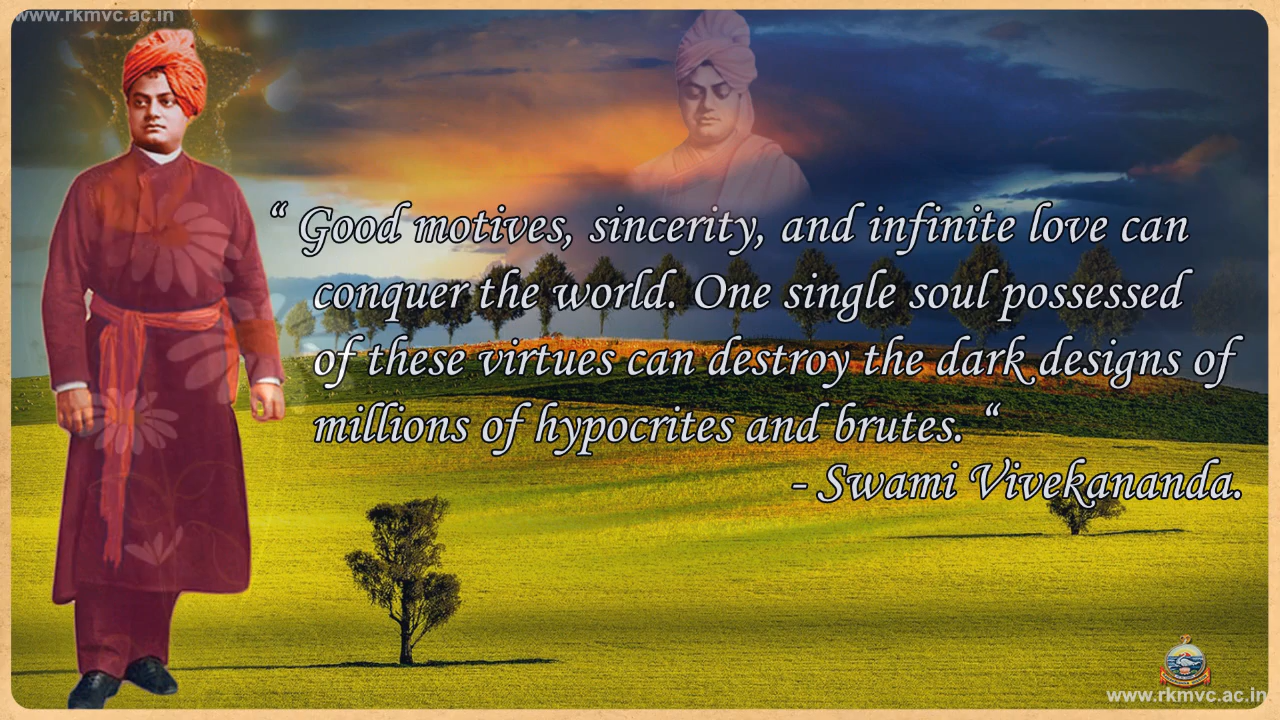 www.rkmvc.ac.in
“ Good motives, sincerity, and infinite love can
conquer the world. One single soul possessed
of these virtues can destroy the dark designs of
millions of hypocrites and brutes. “
- Swami Vivekananda.
www.rkmvc.ac.in